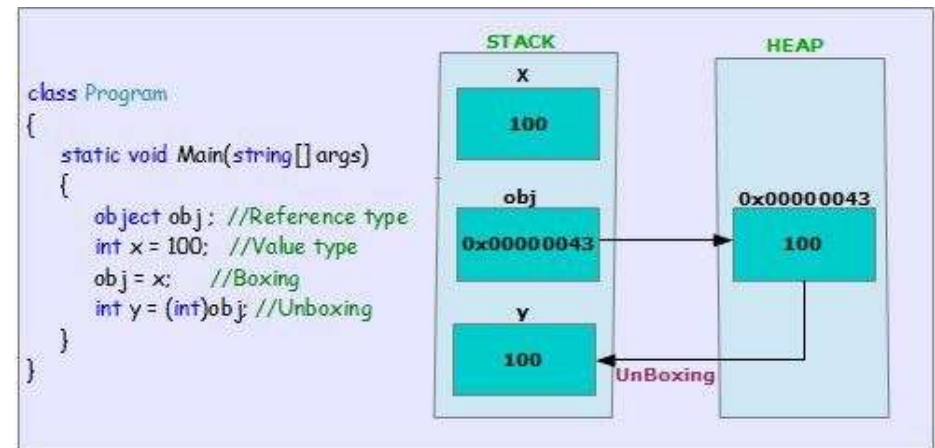 class Program
{
static void Main(string[] args)
{
object obj ; //Reference type
int x = 100; //Value type
obj = x; //Boxing
int y = (int)obj; //Unboxing
}
}
STACK
X
100
obj
0x00000043
y
100
HEAP
0x00000043
100
UnBoxing